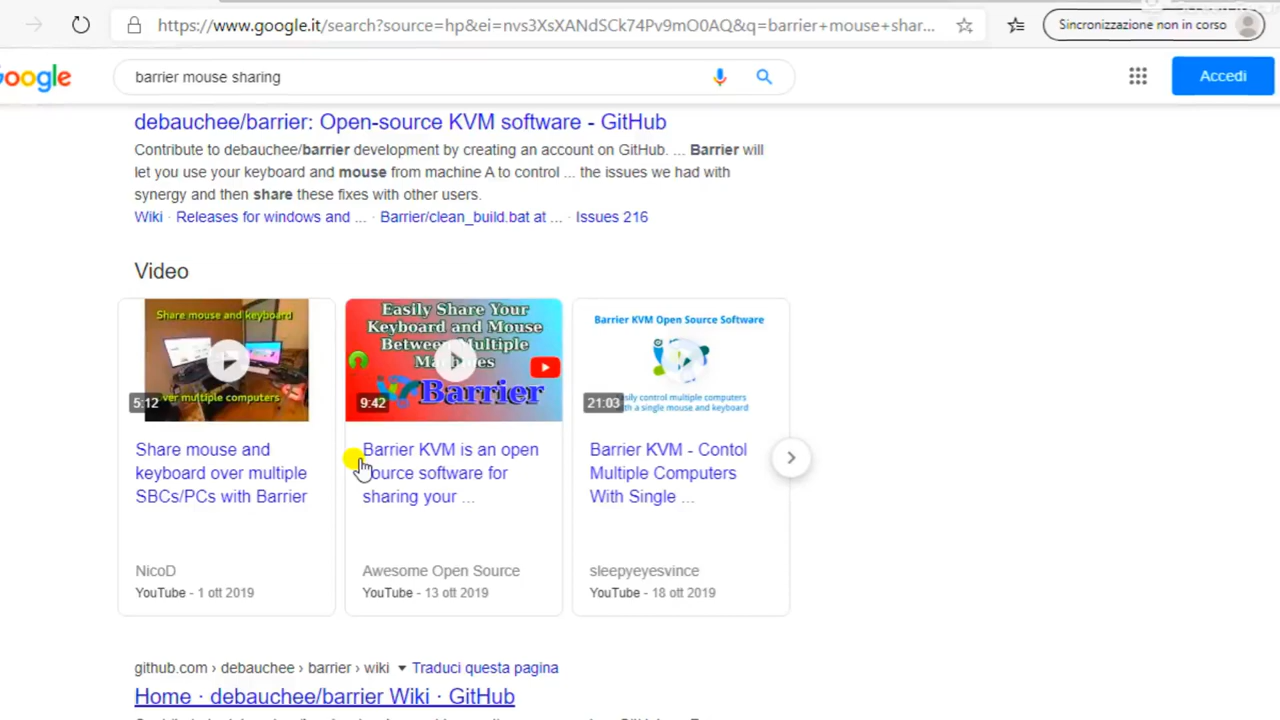 https://www.google.it/search?source=hp&ei=nvs3XsXANdSCk74Pv9mO0AQ&q=barrier+mouse+shar...
Sincronizzazione non in corso
oogle
barrier mouse sharing
Accedi
debauchee/barrier: Open-source KVM software - GitHub
Contribute to debauchee/barrier development by creating an account on GitHub. ... Barrier will
let you use your keyboard and mouse from machine A to control ... the issues we had with
synergy and then share these fixes with other users.
Wiki · Releases for windows and ... · Barrier/clean_build.bat at ... · Issues 216
Video
Share mouse and keyboard
over multiple computers
5:12
Share mouse and
keyboard over multiple
SBCs/PCs with Barrier
NicoD
YouTube - 1 ott 2019
Easily Share Your
Keyboard and Mouse
Between Multiple
Machines
Barrier
9:42
Barrier KVM is an open
source software for
sharing your ...
Awesome Open Source
YouTube - 13 ott 2019
Barrier KVM Open Source Software
Easily control multiple computers
with a single mouse and keyboard
21:03
Barrier KVM - Contol
Multiple Computers
With Single ...
sleepyeyesvince
YouTube - 18 ott 2019
github.com › debauchee › barrier › wiki ▾ Traduci questa pagina
Home · debauchee/barrier Wiki · GitHub